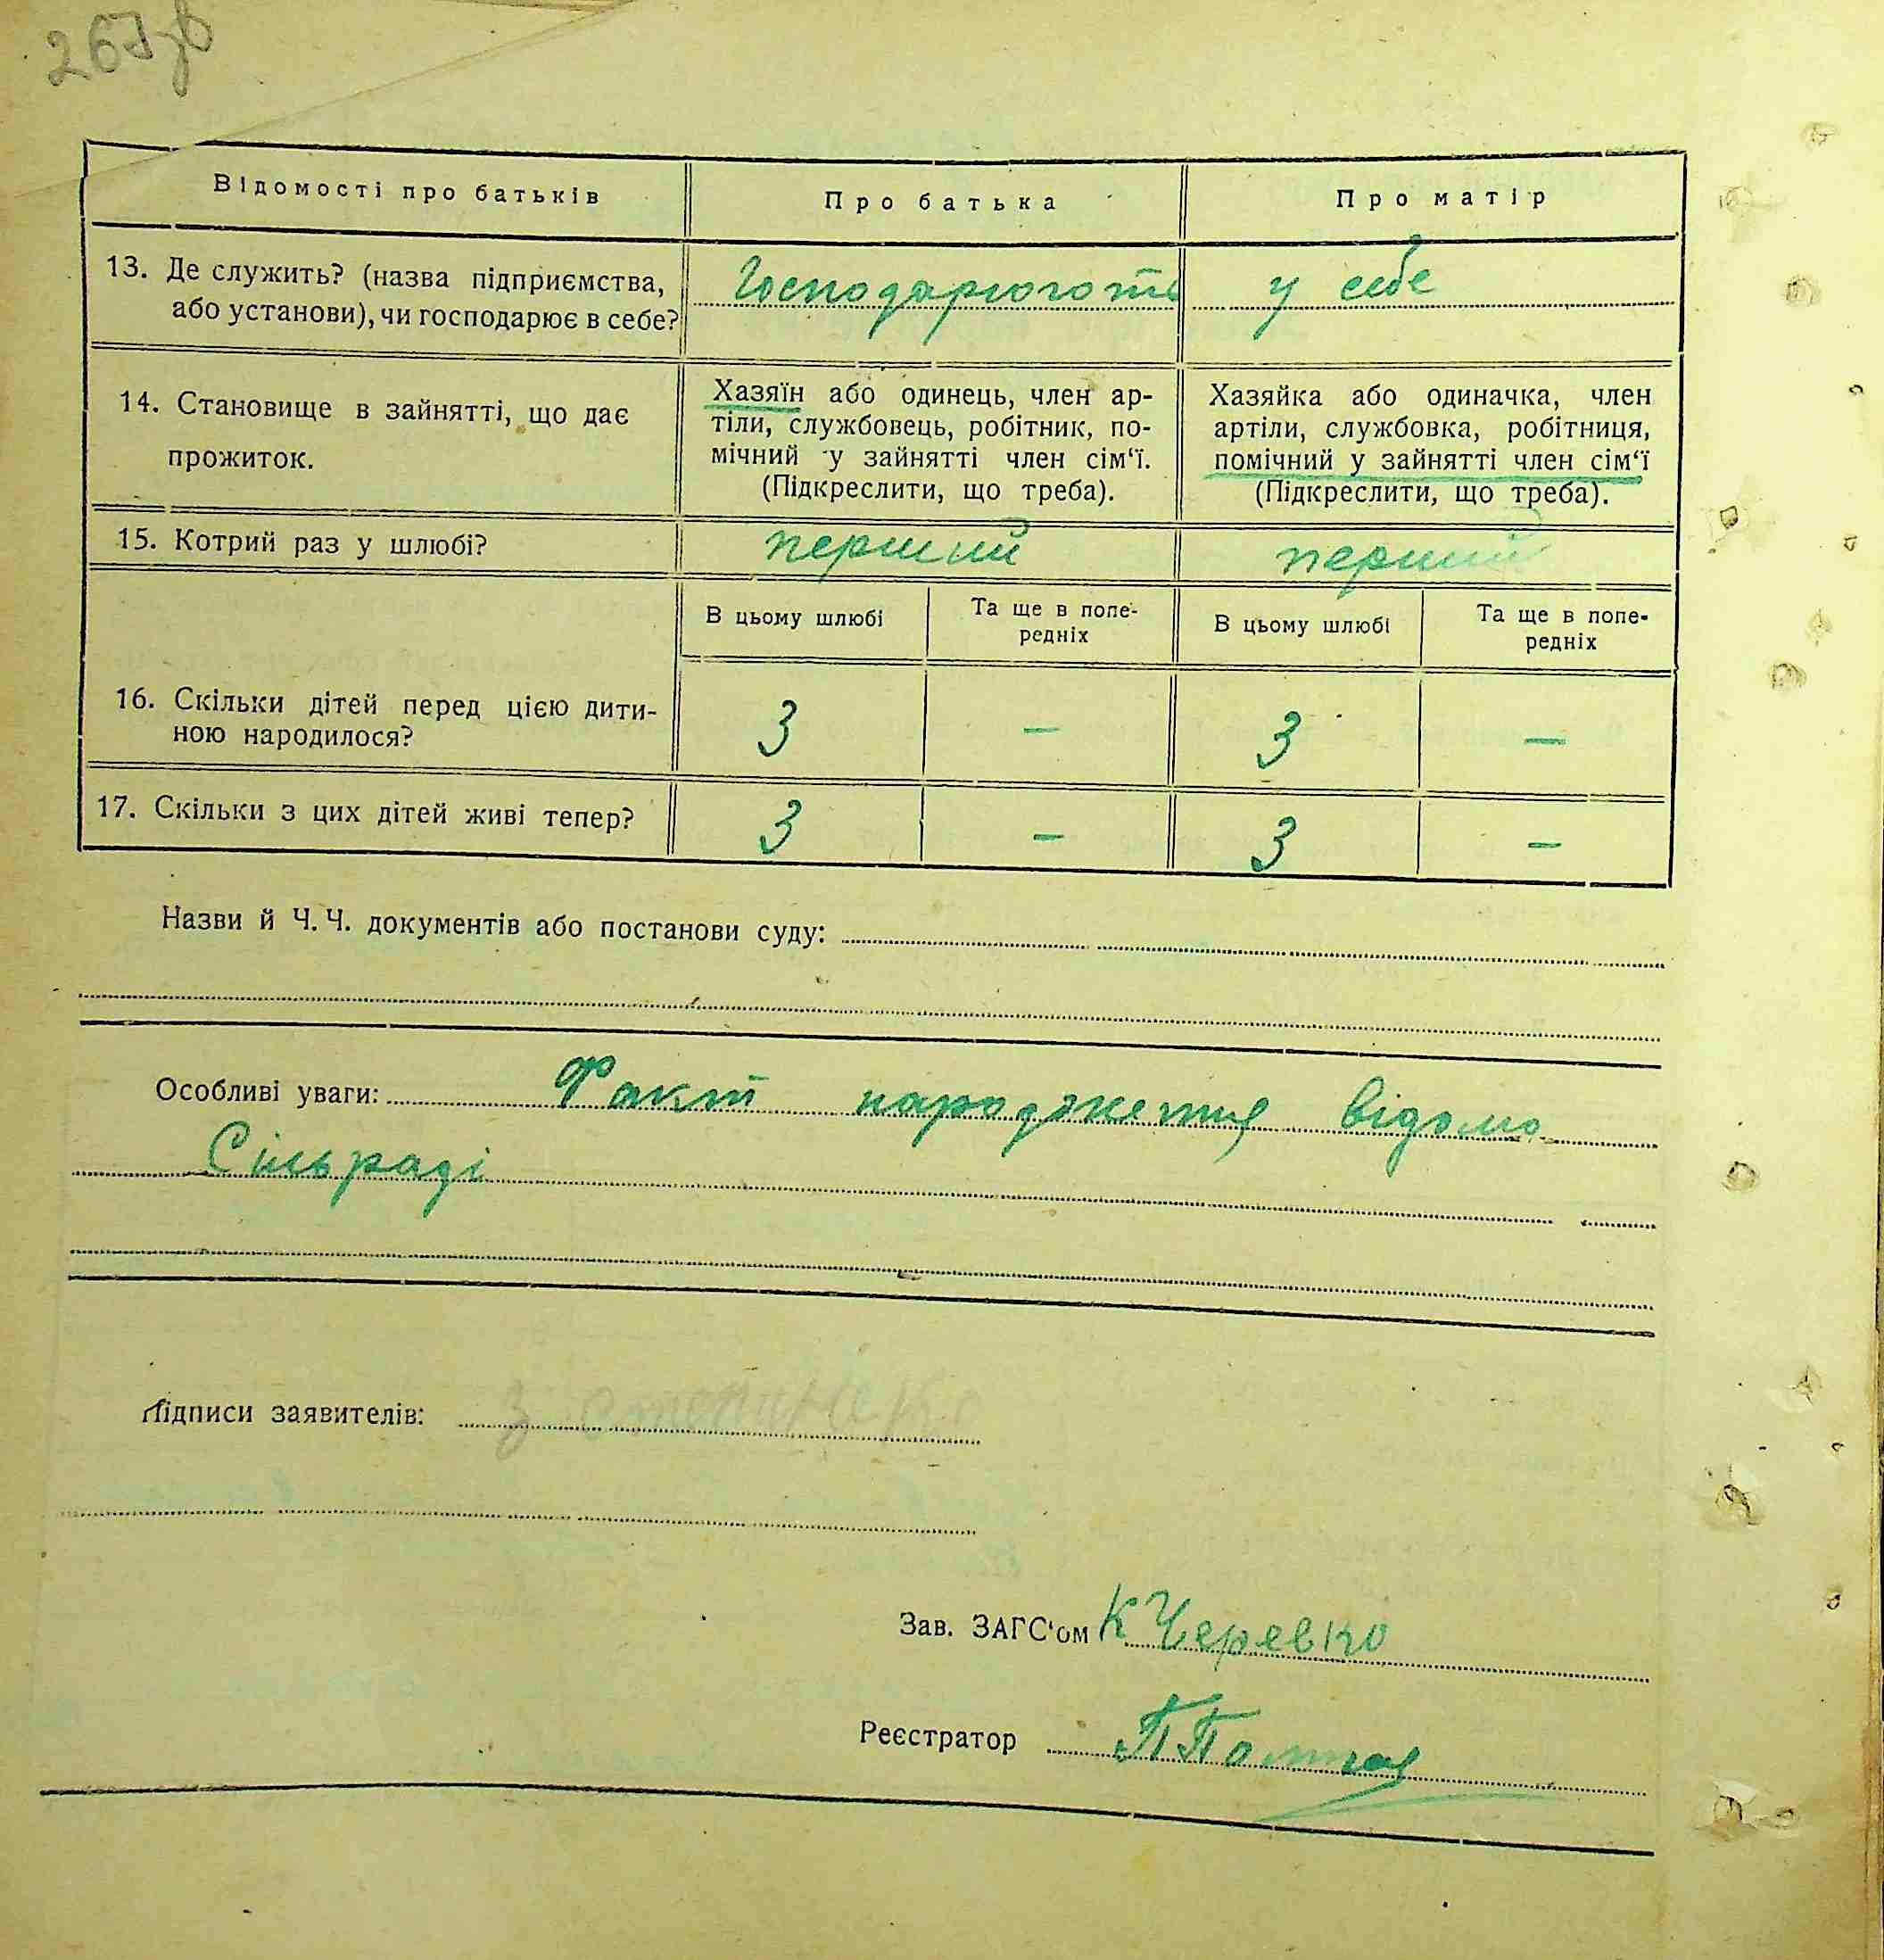 267зв
Відомості про батьків Про батька Про матір
13. Де служить? (назва підприємства, Господарюють у себе
або установи), чи господарює в себе?
14. Становище в зайнятті, що дає
прожиток.
Хазяїн або одинець, член ар-
тіли, службовець, робітник, по-
мічний у зайнятті член сім‘ї.
(Підкреслити, що треба).
Хазяйка або одиначка, член
артіли, службовка, робітниця,
помічний у зайнятті член сім‘ї
(Підкреслити, що треба).
15. Котрий раз у шлюбі? перший перший
В цьому шлюбі Та ще в попе-
редніх
В цьому шлюбі Та ще в попе-
редніх
16. Скільки дітей перед цією дити-
ною народилося? 3 — 3 —
17. Скільки з цих дітей живі тепер? 3 — 3 —
Назви й Ч. Ч. документів або постанови суду:
Особливі уваги: Факт народження відомо
Сільраді
Підписи заявителів:
Зав. ЗАГС‘ом К Черевко
Реєстратор